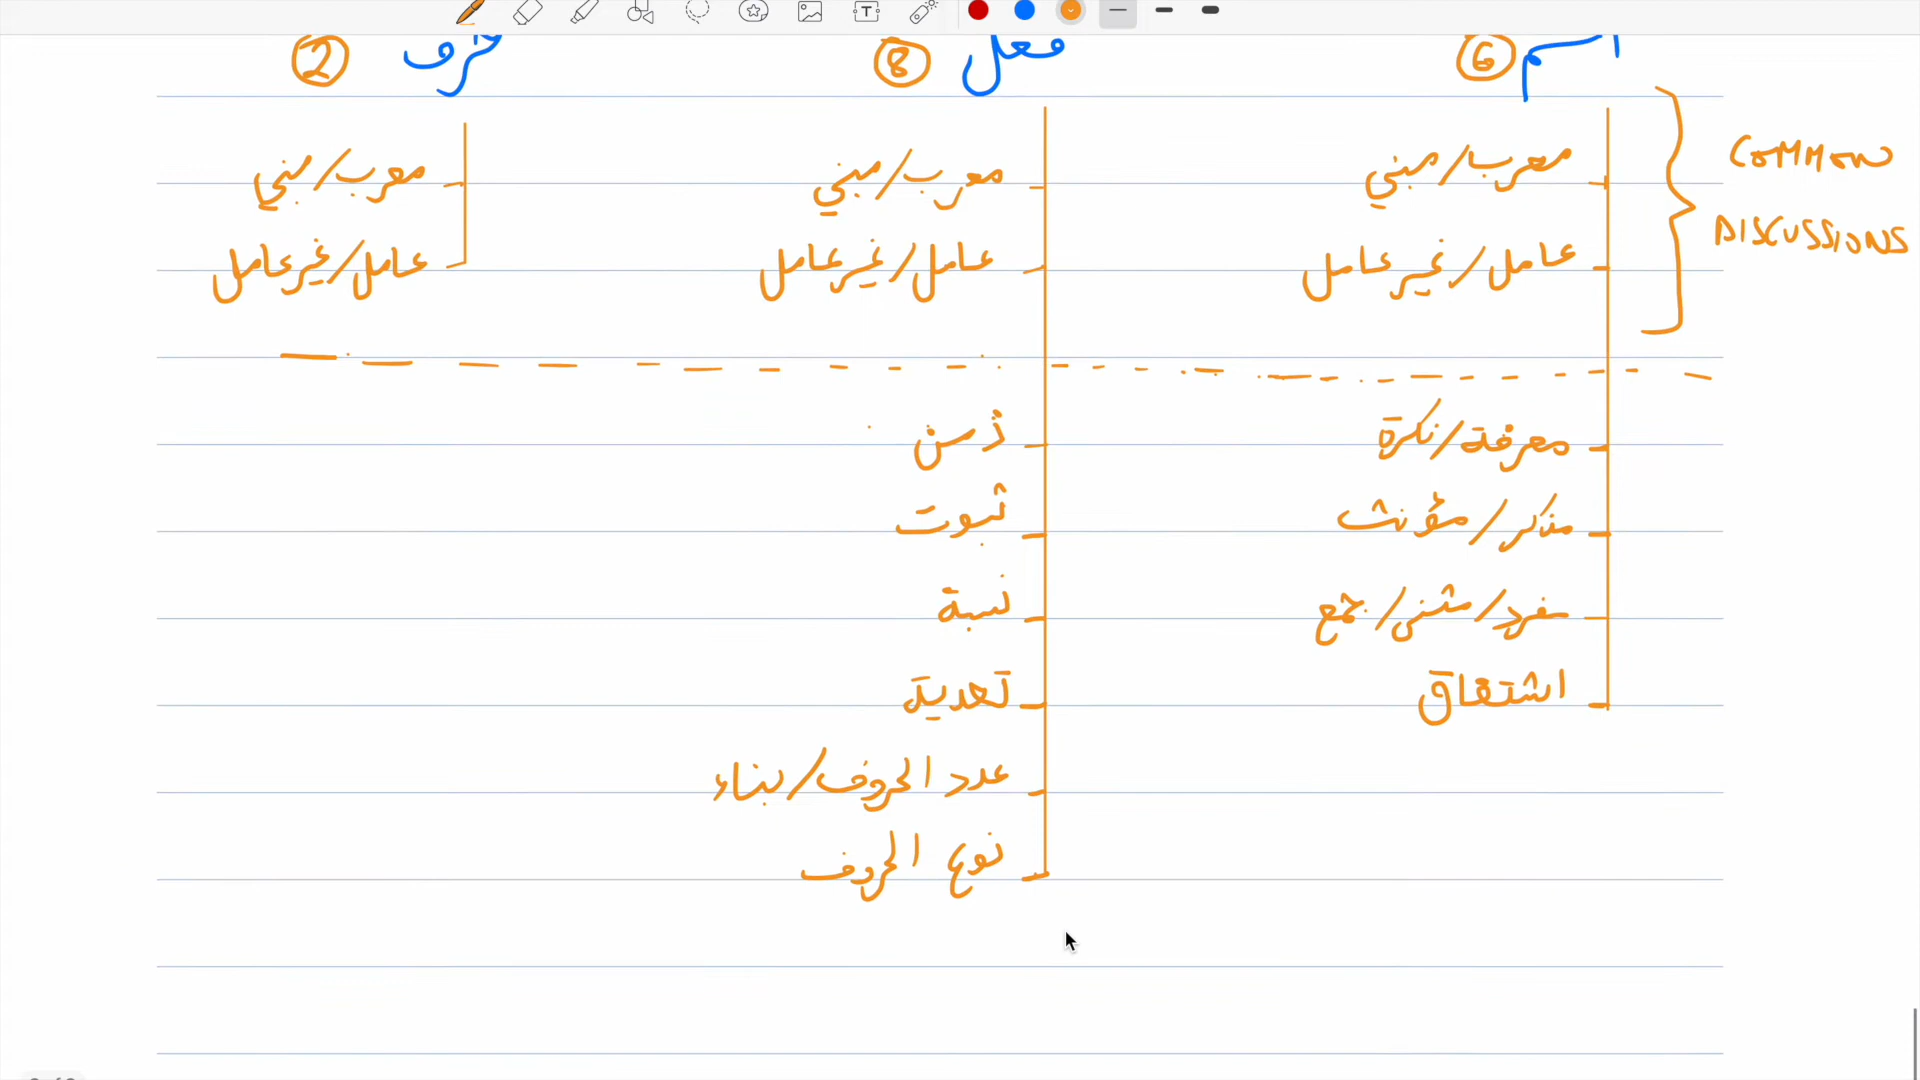 اسم ⑥ فعل ⑧ حرف ②
معرب/مبني معرب/مبني معرب/مبني
COMMON
عامل/غير عامل عامل/غير عامل عامل/غير عامل
DISCUSSIONS
معرفة/نكرة زمن
مذكر/مؤنث ثبوت
مفرد/مثنى/جمع نسبة
اشتقاق تعدية
عدد الحروف/بناء
نوع الحروف